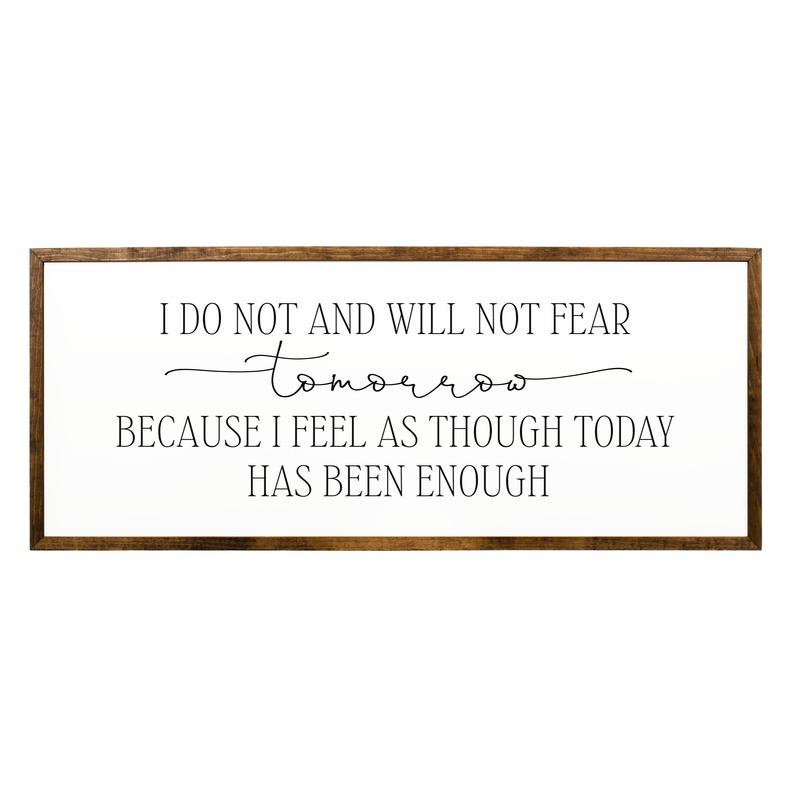 I DO NOT AND WILL NOT FEAR
tomorrow
BECAUSE I FEEL AS THOUGH TODAY
HAS BEEN ENOUGH